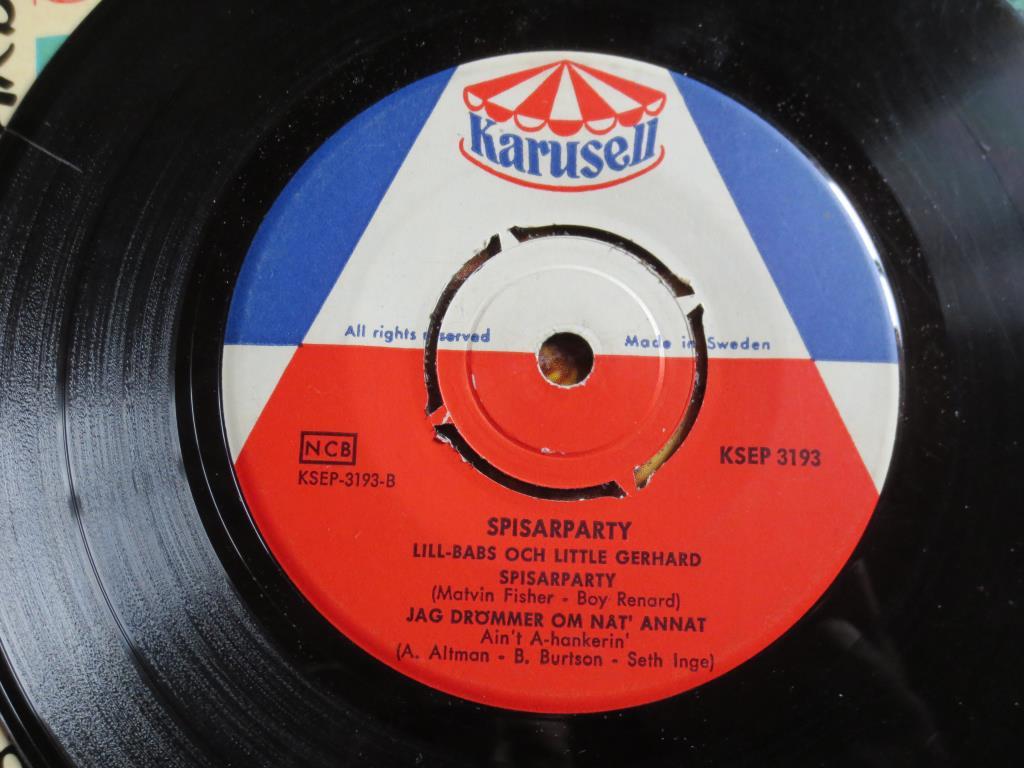 Karusell
All rights reserved
Made in Sweden
NCB
KSEP-3193-B
KSEP 3193
SPISARPARTY
LILL-BABS OCH LITTLE GERHARD
SPISARPARTY
(Matvin Fisher - Boy Renard)
JAG DRÖMMER OM NAT' ANNAT
Ain't A-hankerin'
(A. Altman - B. Burtson - Seth Inge)